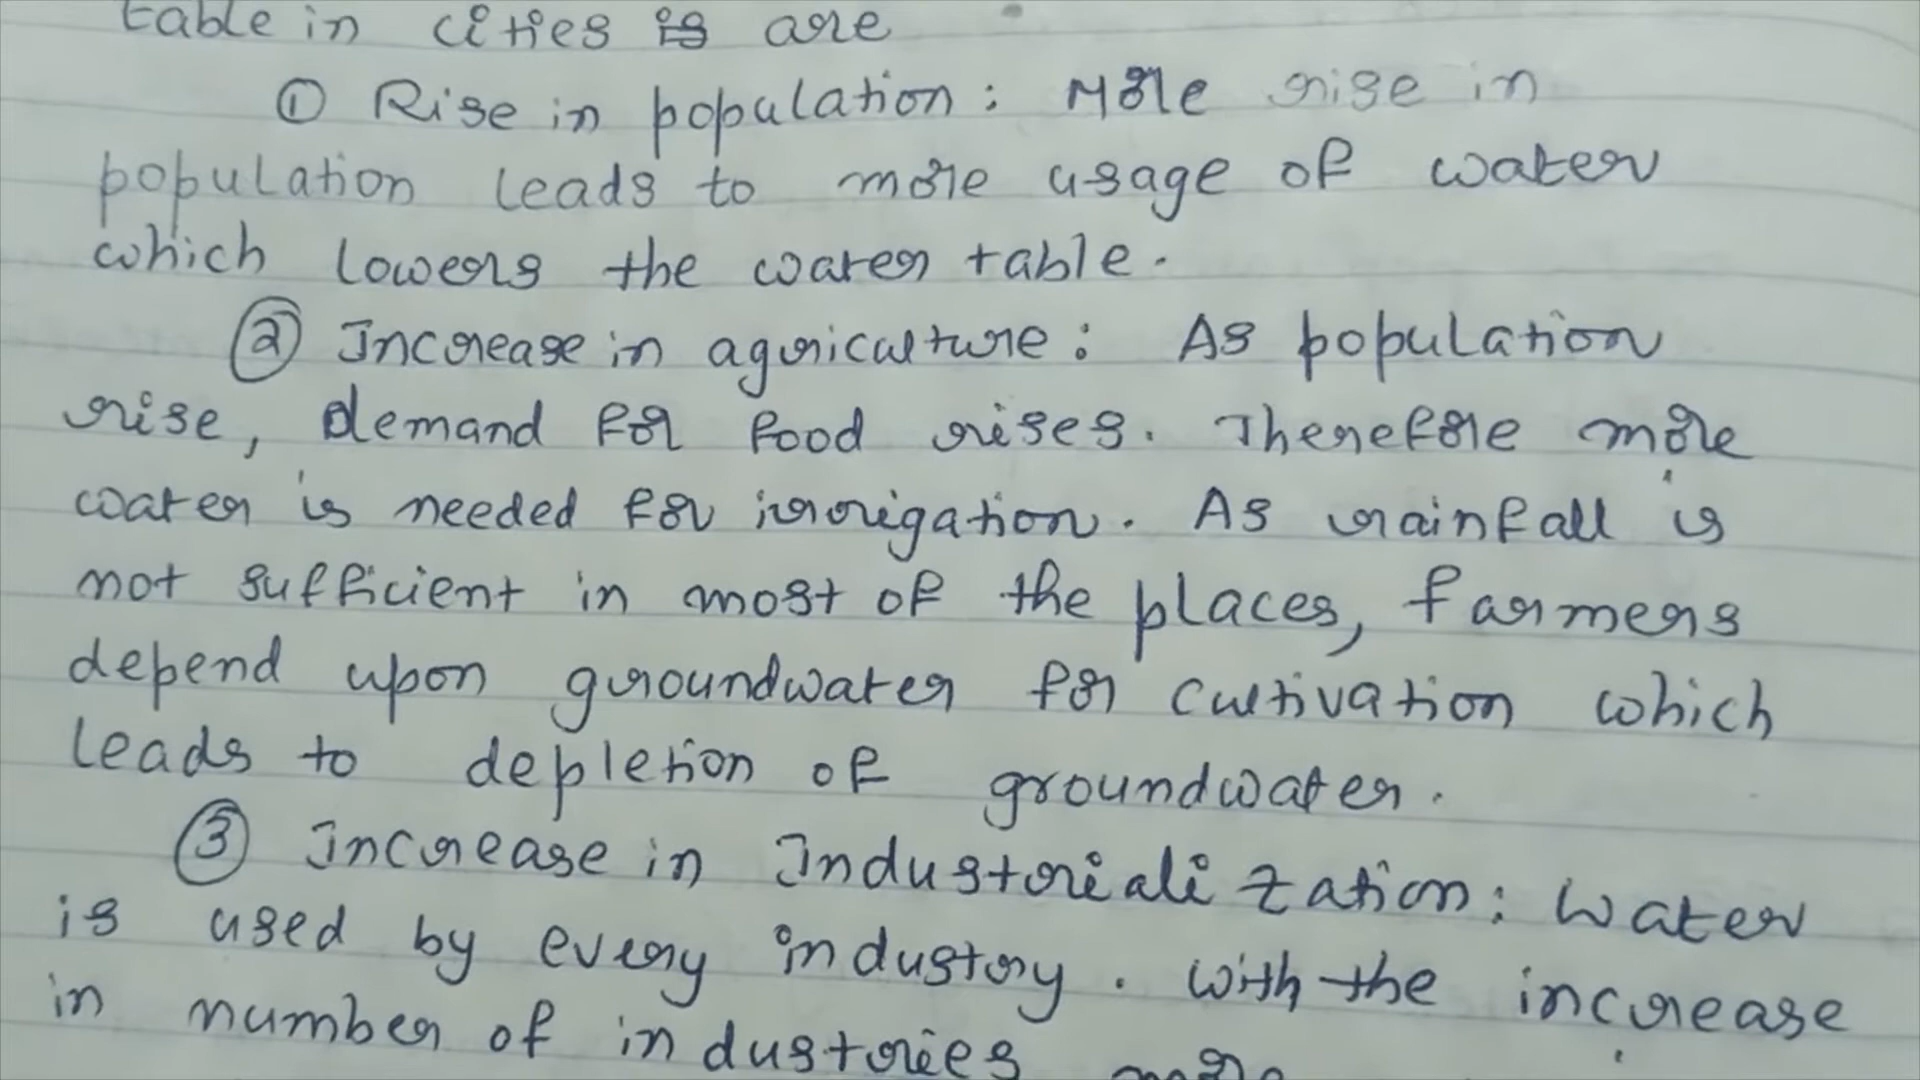 table in cities is are
① Rise in population : More rise in
population leads to more usage of water
which lowers the water table.
② Increase in agriculture : As population
rise, demand for food rises. Therefore more
water is needed for irrigation. As rainfall is
not sufficient in most of the places, farmers
depend upon groundwater for cultivation which
leads to depletion of groundwater.
③ Increase in Industrialization : Water
is used by every industry. With the increase
in number of industries more